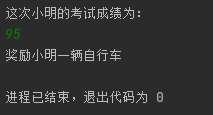 这次小明的考试成绩为：
95
奖励小明一辆自行车
进程已结束，退出代码为 0